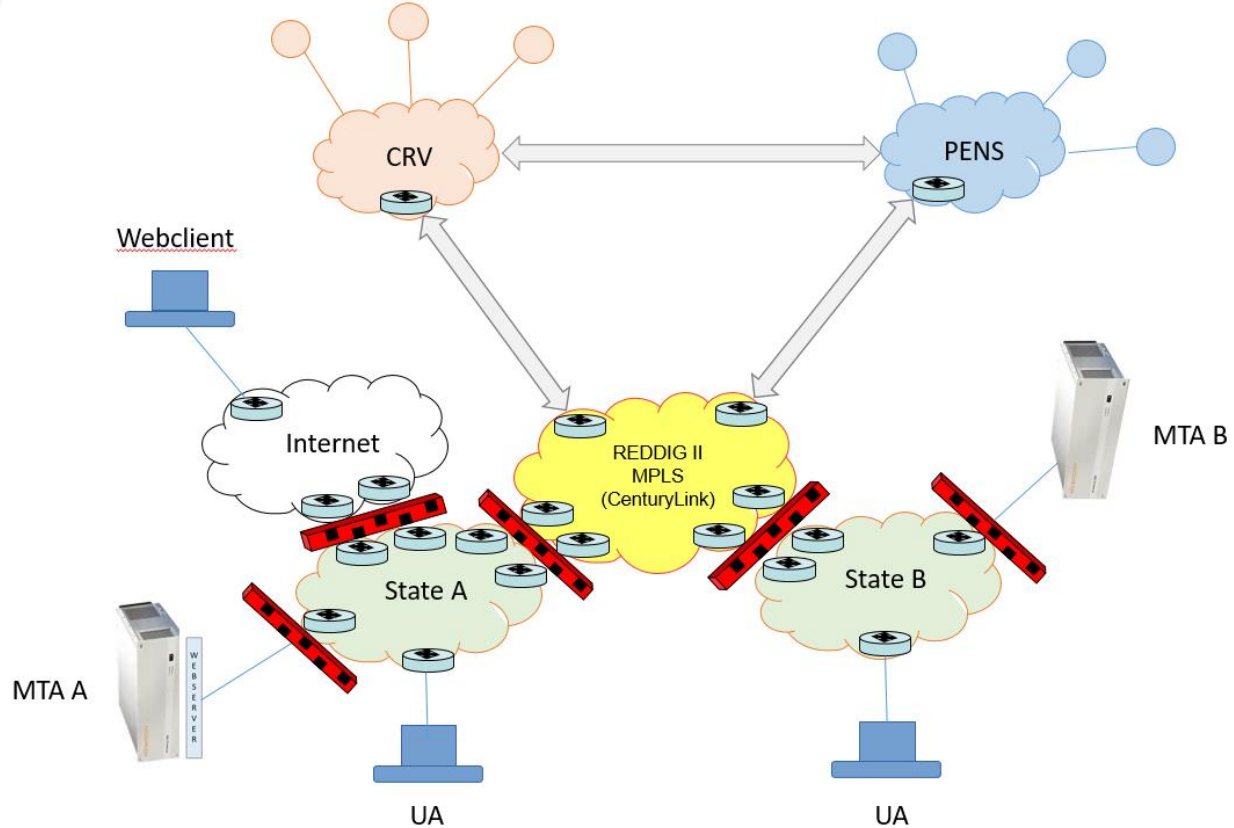 CRV
PENS
Webclient
Internet
REDDIG II
MPLS
(CenturyLink)
MTA B
State A
State B
MTA A
WEBSERVER
UA
UA